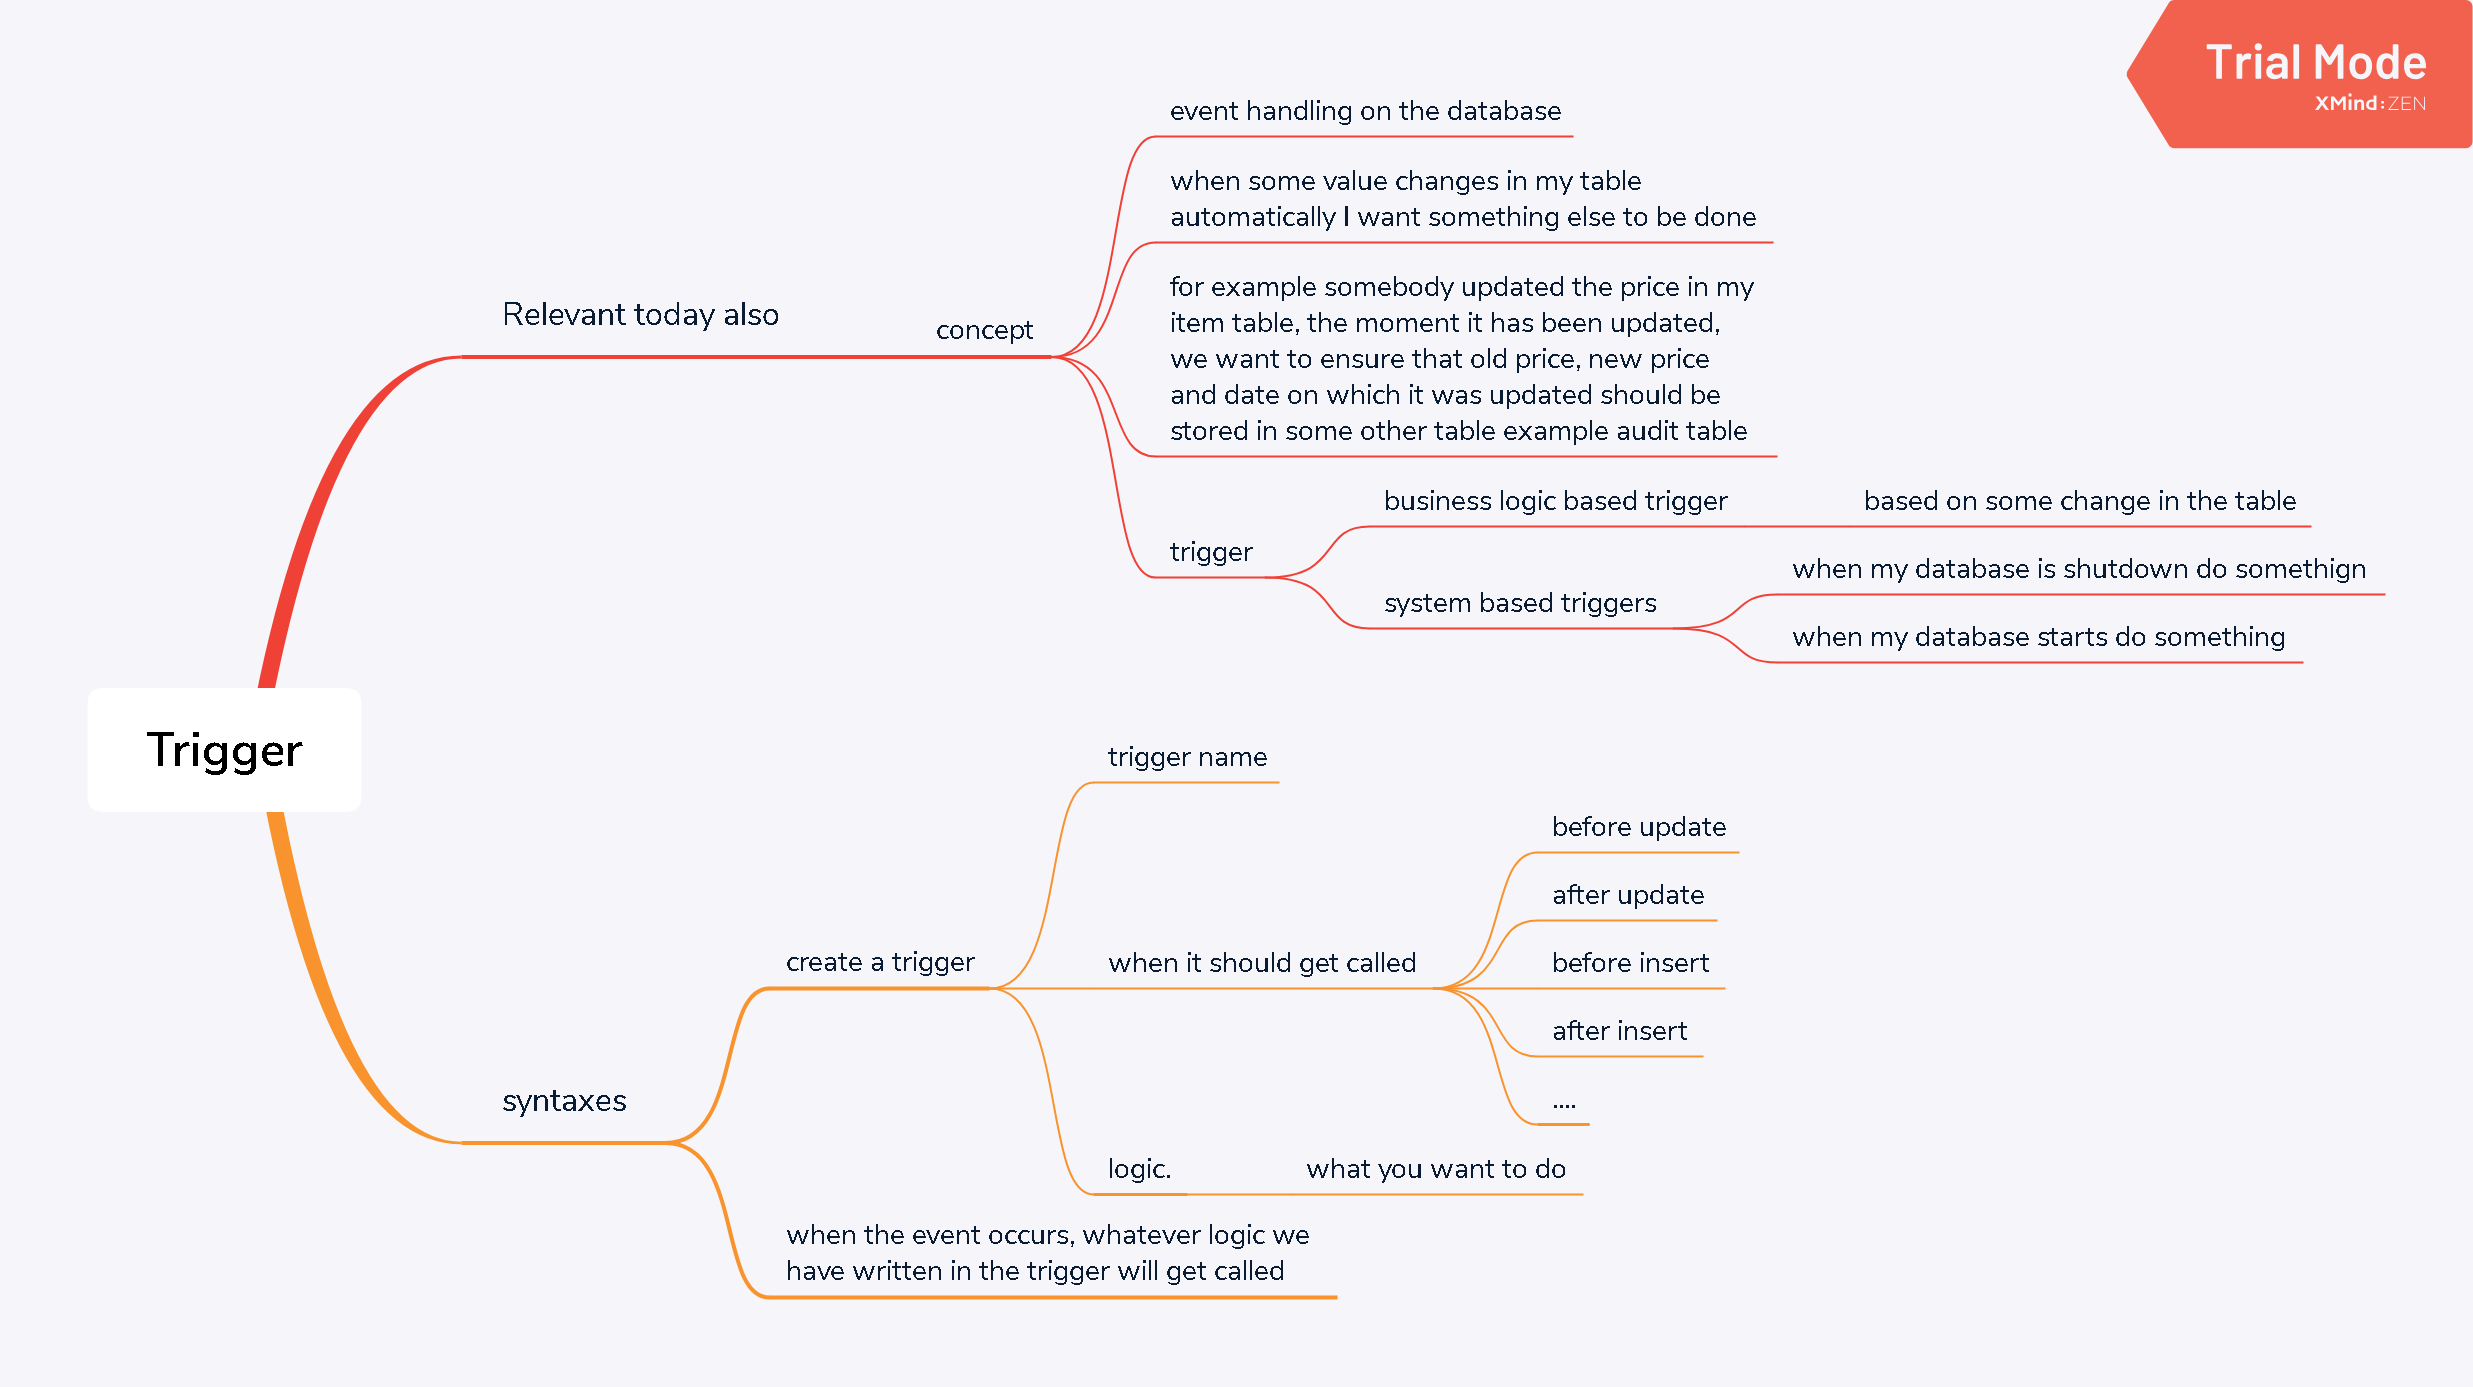 Trial Mode
XMind:ZEN
event handling on the database
when some value changes in my table
automatically I want something else to be done
for example somebody updated the price in my
item table, the moment it has been updated,
we want to ensure that old price, new price
and date on which it was updated should be
stored in some other table example audit table
Relevant today also
concept
business logic based trigger
based on some change in the table
trigger
when my database is shutdown do somethign
system based triggers
when my database starts do something
Trigger
trigger name
before update
after update
create a trigger
when it should get called
before insert
after insert
....
syntaxes
logic.
what you want to do
when the event occurs, whatever logic we
have written in the trigger will get called